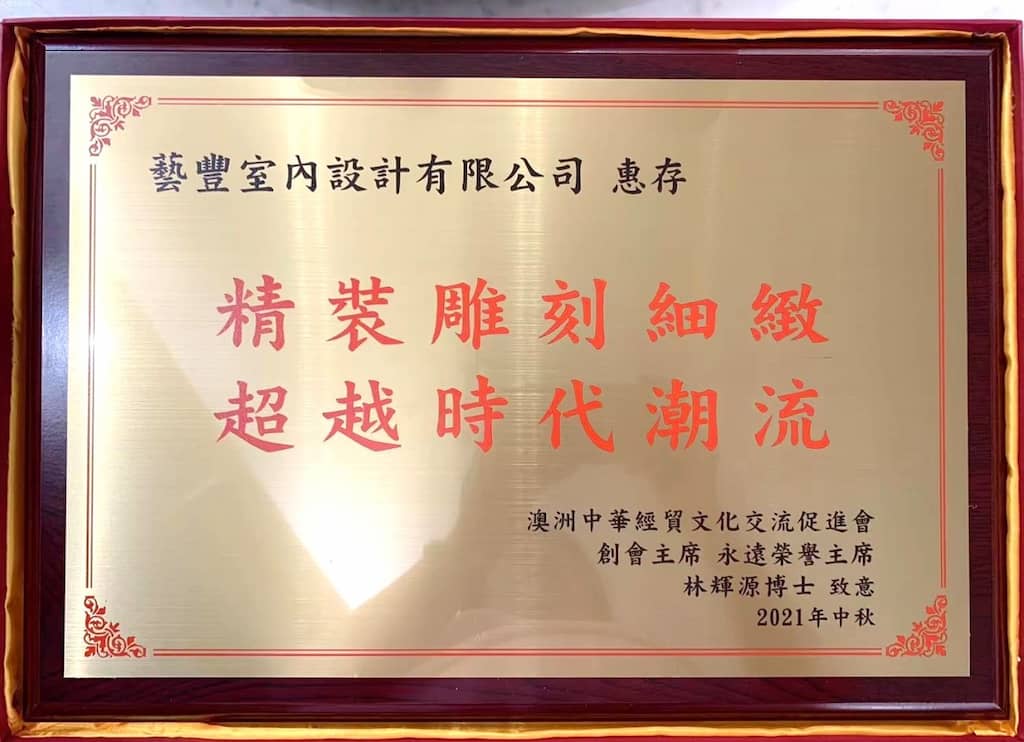 藝豐室內設計有限公司 惠存
精裝雕刻細緻
超越時代潮流
澳洲中華經貿文化交流促進會
創會主席 永遠榮譽主席
林輝源博士 致意
2021年中秋